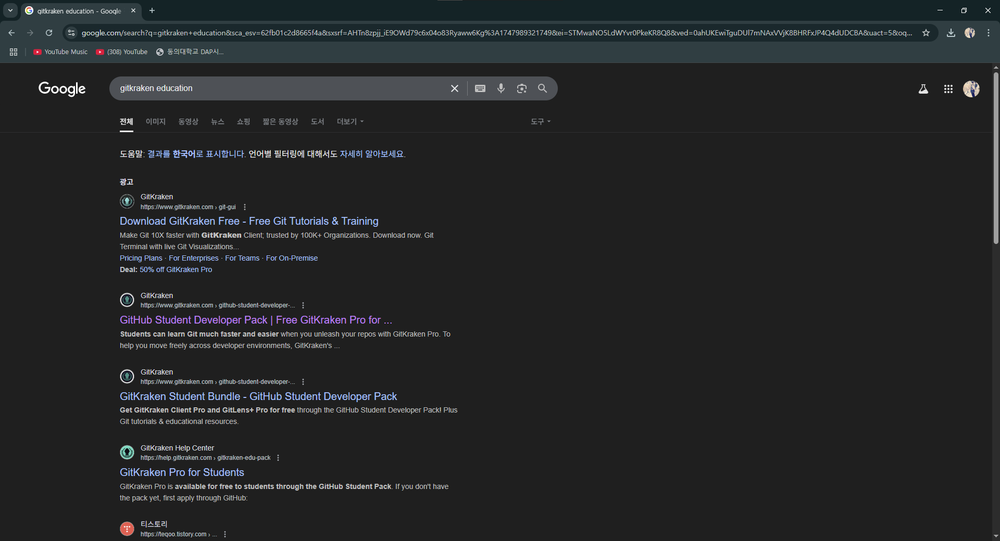 gitkraken education - Google
google.com/search?q=gitkraken+education&sca_esv=62fb01c2d8665f4a&sxsrf=AHTn8zpjj_iE9OWd79c6x04o83Ryaww6Kg%3A1747989321749&ei=STMwaNO5LdWYvr0PkeKR8Q8&ved=0ahUKEwiTguDUl7mNAxVVjK8BHRFxJP4Q4dUDCBA&uact=5&oq...
YouTube Music
(308) YouTube
동의대학교 DAP시...
Google
gitkraken education
전체 이미지 동영상 뉴스 쇼핑 짧은 동영상 도서 더보기 도구
도움말: 결과를 한국어로 표시합니다. 언어별 필터링에 대해서도 자세히 알아보세요.
광고
GitKraken
https://www.gitkraken.com › git-gui
Download GitKraken Free - Free Git Tutorials & Training
Make Git 10X faster with GitKraken Client; trusted by 100K+ Organizations. Download now. Git
Terminal with live Git Visualizations...
Pricing Plans · For Enterprises · For Teams · For On-Premise
Deal: 50% off GitKraken Pro
GitKraken
https://www.gitkraken.com › github-student-developer-...
GitHub Student Developer Pack | Free GitKraken Pro for ...
Students can learn Git much faster and easier when you unleash your repos with GitKraken Pro. To
help you move freely across developer environments, GitKraken's ...
GitKraken
https://www.gitkraken.com › github-student-developer-...
GitKraken Student Bundle - GitHub Student Developer Pack
Get GitKraken Client Pro and GitLens+ Pro for free through the GitHub Student Developer Pack! Plus
Git tutorials & educational resources.
GitKraken Help Center
https://help.gitkraken.com › gitkraken-edu-pack
GitKraken Pro for Students
GitKraken Pro is available for free to students through the GitHub Student Pack. If you don't have
the pack yet, first apply through GitHub:
티스토리
https://teqoo.tistory.com › ...